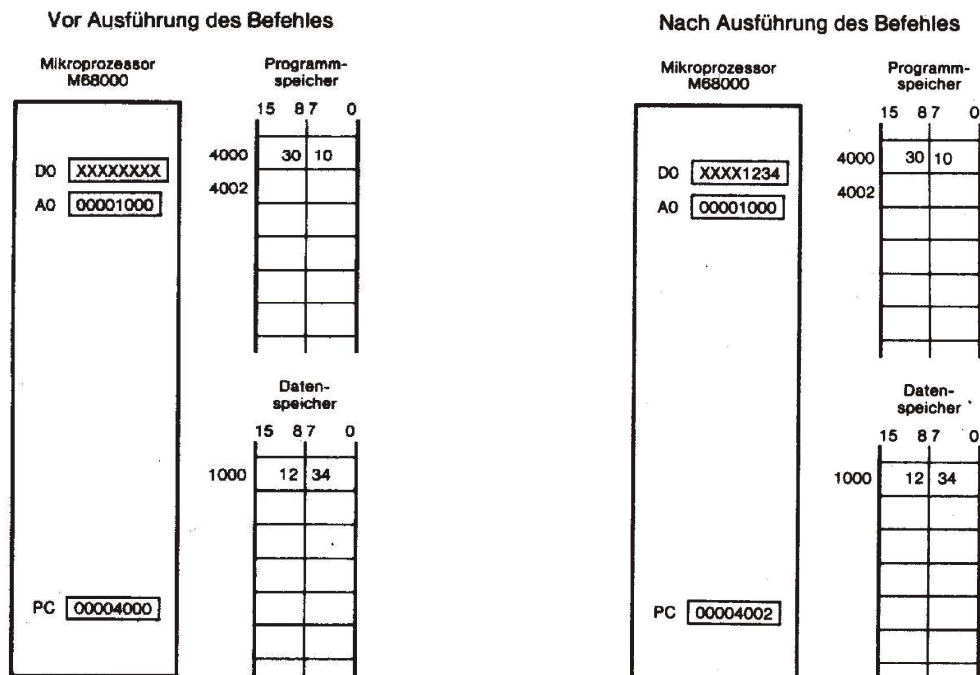 Vor Ausführung des Befehles
Mikroprozessor
M68000
Programm-
speicher
15 8 7 0
4000 30 10
D0 XXXXXXXX
4002
A0 00001000
Daten-
speicher
15 8 7 0
1000 12 34
PC 00004000
Nach Ausführung des Befehles
Mikroprozessor
M68000
Programm-
speicher
15 8 7 0
4000 30 10
D0 XXXX1234
4002
A0 00001000
Daten-
speicher
15 8 7 0
1000 12 34
PC 00004002